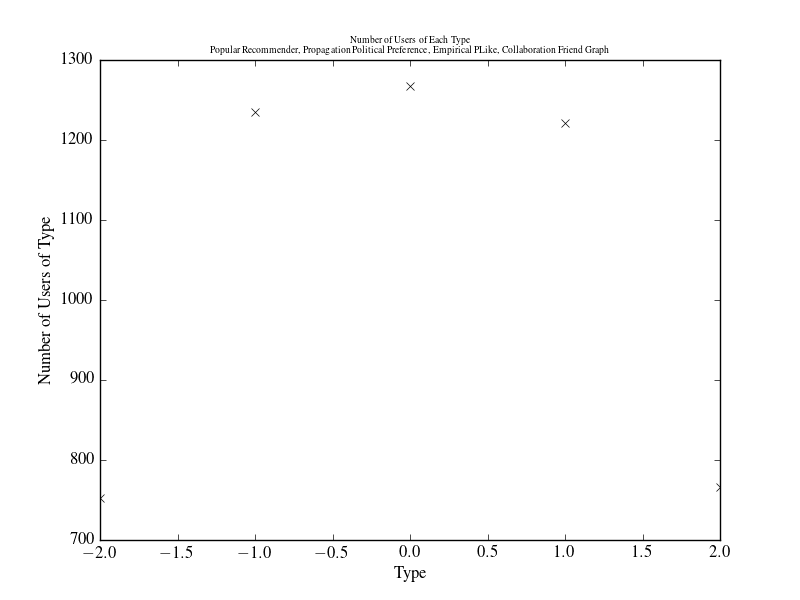 Number of Users of Each Type
Popular Recommender, Propagation Political Preference, Empirical PLike, Collaboration Friend Graph
1300
1200
1100
1000
900
800
700
Number of Users of Type
−2.0 −1.5 −1.0 −0.5 0.0 0.5 1.0 1.5 2.0
Type